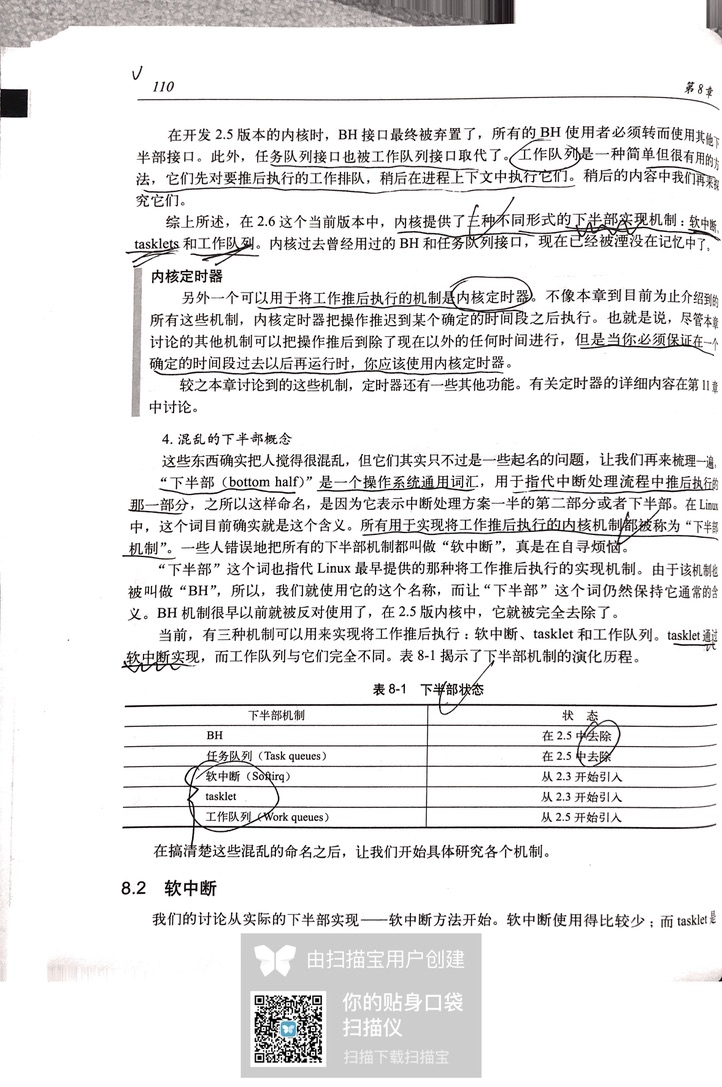 110
第8章
在开发 2.5 版本的内核时，BH 接口最终被弃置了，所有的 BH 使用者必须转而使用其他下
半部接口。此外，任务队列接口也被工作队列接口取代了。工作队列是一种简单但很有用的方
法，它们先对要推后执行的工作排队，稍后在进程上下文中执行它们。稍后的内容中我们再来探
究它们。
综上所述，在 2.6 这个当前版本中，内核提供了三种不同形式的下半部实现机制：软中断、
tasklets 和工作队列。内核过去曾经用过的 BH 和任务队列接口，现在已经被湮没在记忆中了。
内核定时器
另外一个可以用于将工作推后执行的机制是内核定时器。不像本章到目前为止介绍到的
所有这些机制，内核定时器把操作推迟到某个确定的时间段之后执行。也就是说，尽管本章
讨论的其他机制可以把操作推后到除了现在以外的任何时间进行，但是当你必须保证在一个
确定的时间段过去以后再运行时，你应该使用内核定时器。
较之本章讨论到的这些机制，定时器还有一些其他功能。有关定时器的详细内容在第 11 章
中讨论。
4. 混乱的下半部概念
这些东西确实把人搅得很混乱，但它们其实只不过是一些起名的问题，让我们再来梳理一遍。
“下半部（bottom half）”是一个操作系统通用词汇，用于指代中断处理流程中推后执行的
那一部分，之所以这样命名，是因为它表示中断处理方案一半的第二部分或者下半部。在 Linux
中，这个词目前确实就是这个含义。所有用于实现将工作推后执行的内核机制都被称为“下半部
机制”。一些人错误地把所有的下半部机制都叫做“软中断”，真是在自寻烦恼。
“下半部”这个词也指代 Linux 最早提供的那种将工作推后执行的实现机制。由于该机制也
被叫做“BH”，所以，我们就使用它的这个名称，而让“下半部”这个词仍然保持它通常的含
义。BH 机制很早以前就被反对使用了，在 2.5 版内核中，它就被完全去除了。
当前，有三种机制可以用来实现将工作推后执行：软中断、tasklet 和工作队列。tasklet 通过
软中断实现，而工作队列与它们完全不同。表 8-1 揭示了下半部机制的演化历程。
表 8-1 下半部状态
下半部机制 状 态
BH 在 2.5 中去除
任务队列（Task queues） 在 2.5 中去除
软中断（Softirq） 从 2.3 开始引入
tasklet 从 2.3 开始引入
工作队列（Work queues） 从 2.5 开始引入
在搞清楚这些混乱的命名之后，让我们开始具体研究各个机制。
8.2 软中断
我们的讨论从实际的下半部实现——软中断方法开始。软中断使用得比较少；而 tasklet 是
由扫描宝用户创建
你的贴身口袋
扫描仪
扫描下载扫描宝